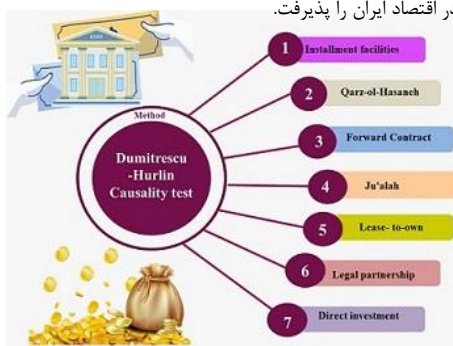 در اقتصاد ایران را پذیرفت.
1 Installment facilities
2 Qarz-ol-Hasaneh
Method
3 Forward Contract
Dumitrescu
-Hurlin
Causality test
4 Ju'alah
5 Lease- to-own
6 Legal partnership
7 Direct investment